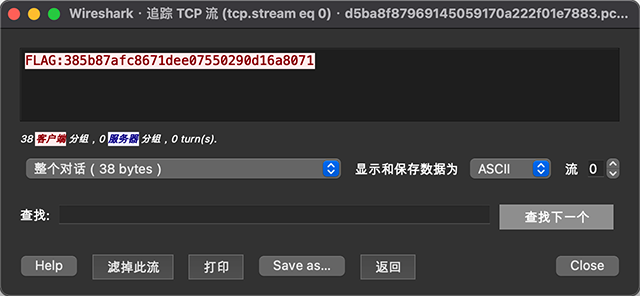 Wireshark · 追踪 TCP 流 (tcp.stream eq 0) · d5ba8f87969145059170a222f01e7883.pc...
FLAG:385b87afc8671dee07550290d16a8071
38 客户端 分组，0 服务器 分组，0 turn(s).
整个对话（38 bytes） 显示和保存数据为 ASCII 流 0
查找: 查找下一个
Help 滤掉此流 打印 Save as... 返回 Close